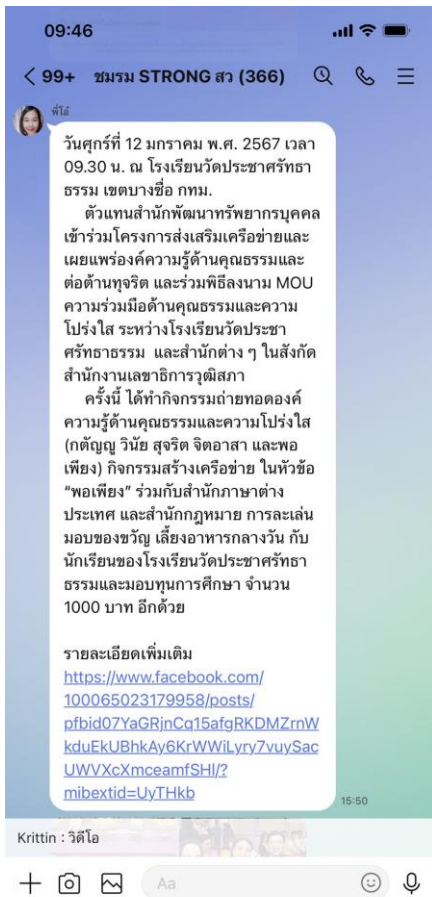 09:46
99+ ชมรม STRONG สว (366)
พี่โอ๋
วันศุกร์ที่ 12 มกราคม พ.ศ. 2567 เวลา
09.30 น. ณ โรงเรียนวัดประชาศรัทธา
ธรรม เขตบางซื่อ กทม.
ตัวแทนสำนักพัฒนาทรัพยากรบุคคล
เข้าร่วมโครงการส่งเสริมเครือข่ายและ
เผยแพร่องค์ความรู้ด้านคุณธรรมและ
ต่อต้านทุจริต และร่วมพิธีลงนาม MOU
ความร่วมมือด้านคุณธรรมและความ
โปร่งใส ระหว่างโรงเรียนวัดประชา
ศรัทธาธรรม และสำนักต่าง ๆ ในสังกัด
สำนักงานเลขาธิการวุฒิสภา
ครั้งนี้ ได้ทำกิจกรรมถ่ายทอดองค์
ความรู้ด้านคุณธรรมและความโปร่งใส
(กตัญญู วินัย สุจริต จิตอาสา และพอ
เพียง) กิจกรรมสร้างเครือข่าย ในหัวข้อ
“พอเพียง” ร่วมกับสำนักภาษาต่าง
ประเทศ และสำนักกฎหมาย การละเล่น
มอบของขวัญ เลี้ยงอาหารกลางวัน กับ
นักเรียนของโรงเรียนวัดประชาศรัทธา
ธรรมและมอบทุนการศึกษา จำนวน
1000 บาท อีกด้วย
รายละเอียดเพิ่มเติม
https://www.facebook.com/
100065023179958/posts/
pfbid07YaGRjnCq15afgRKDMZrnW
kduEkUBhkAy6KrWWiLyry7vuySac
UWVXcXmceamfSHl/?
mibextid=UyTHkb
15:50
Krittin : วิดีโอ
Aa